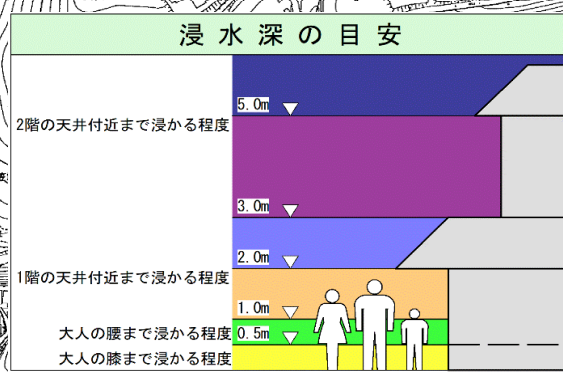 浸水深の目安
5.0m
2階の天井付近まで浸かる程度
3.0m
2.0m
1階の天井付近まで浸かる程度
1.0m
大人の腰まで浸かる程度
0.5m
大人の膝まで浸かる程度